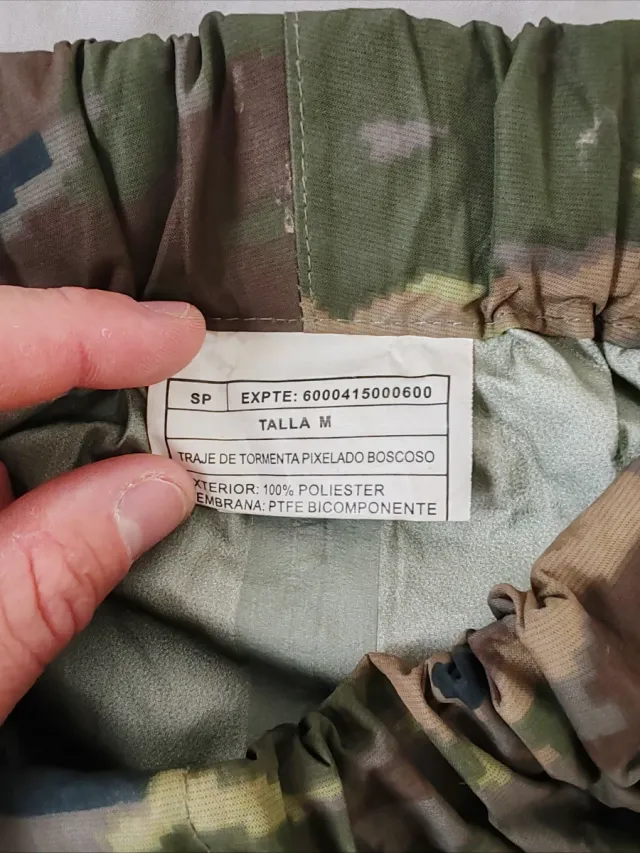 SP EXPTE: 6000415000600
TALLA M
TRAJE DE TORMENTA PIXELADO BOSCOSO
XTERIOR: 100% POLIESTER
EMBRANA: PTFE BICOMPONENTE